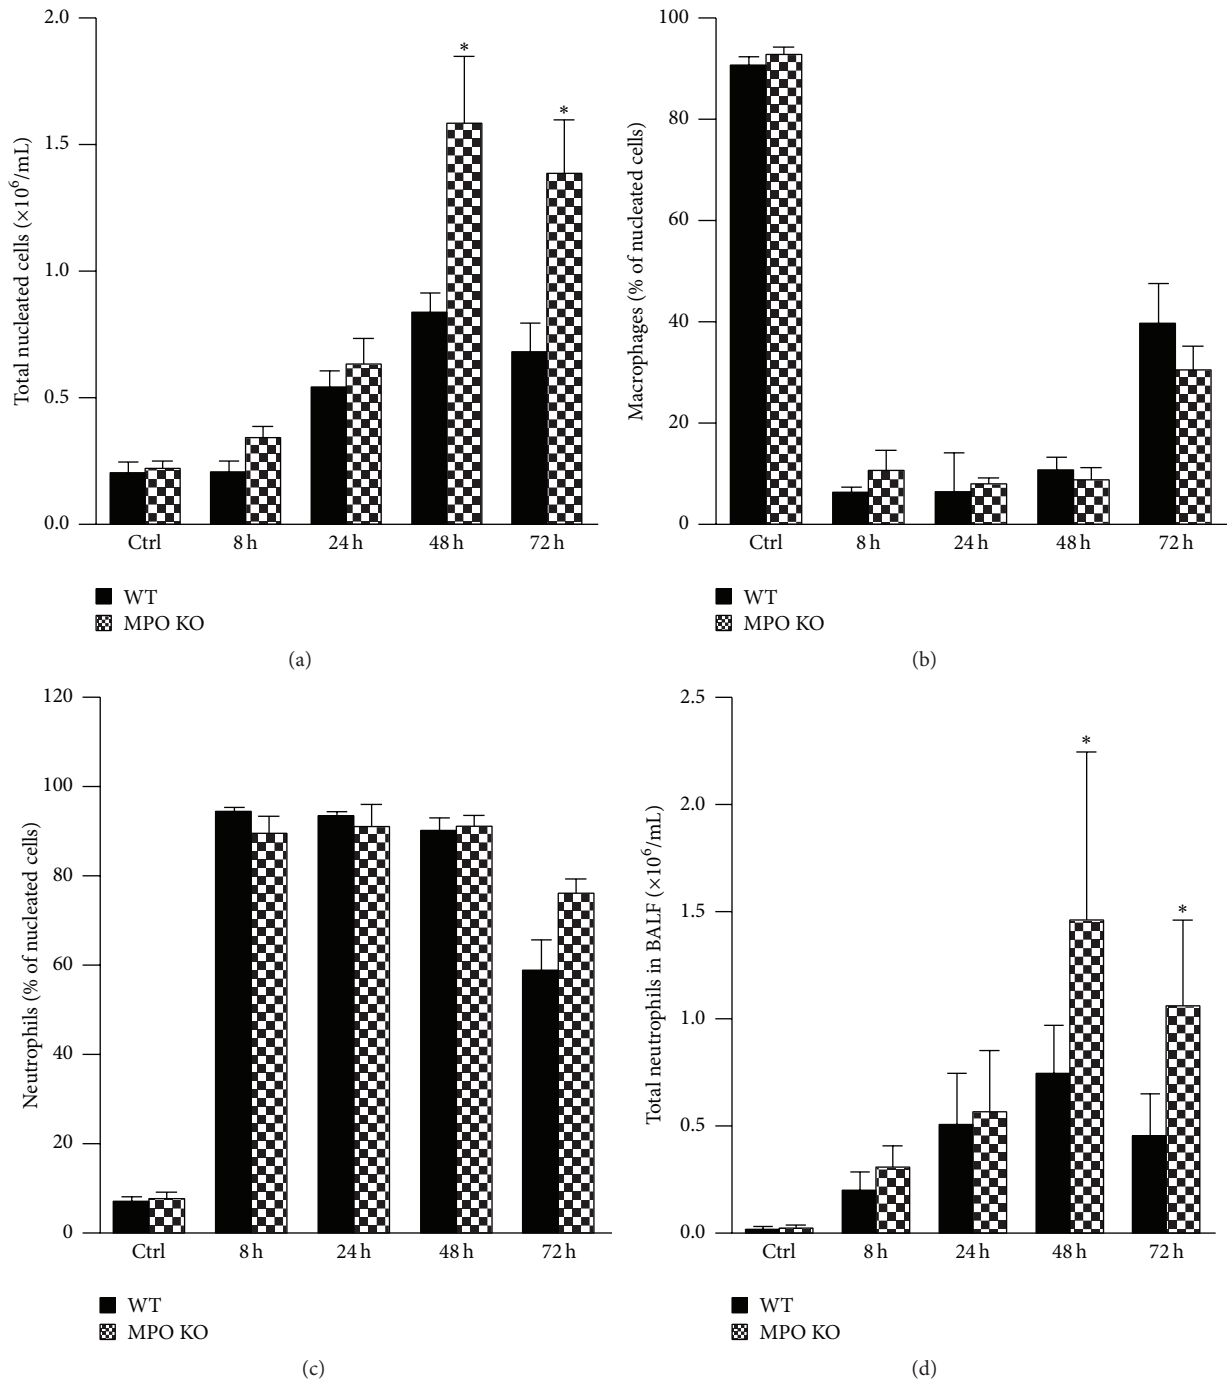 Total nucleated cells (×10⁶/mL)
2.0
1.5
1.0
0.5
0.0
*
*
Ctrl 8 h 24 h 48 h 72 h
WT
MPO KO
(a)
Macrophages (% of nucleated cells)
100
80
60
40
20
0
Ctrl 8 h 24 h 48 h 72 h
WT
MPO KO
(b)
Neutrophils (% of nucleated cells)
120
100
80
60
40
20
0
Ctrl 8 h 24 h 48 h 72 h
WT
MPO KO
(c)
Total neutrophils in BALF (×10⁶/mL)
2.5
2.0
1.5
1.0
0.5
0.0
*
*
Ctrl 8 h 24 h 48 h 72 h
WT
MPO KO
(d)